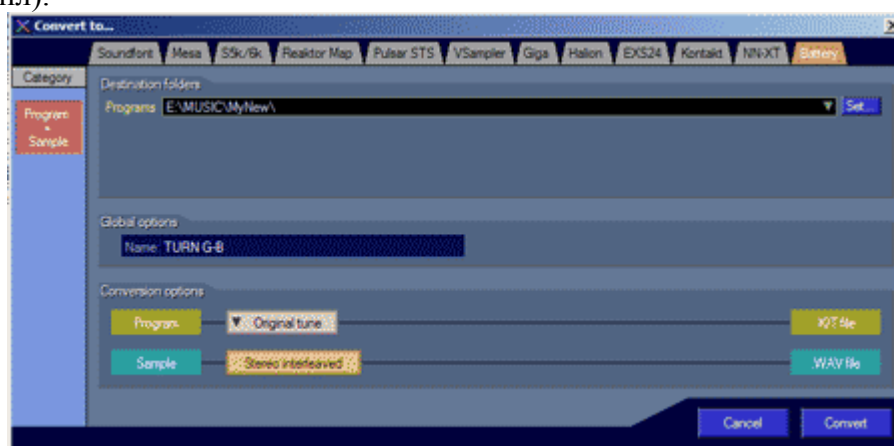 Convert to...
Soundfont Mesa S5k/6k Reaktor Map Pulsar STS VSampler Giga Halion EXS24 Kontakt NN-XT Battery
Category
Destination folders
Program
+
Sample
Programs E:\MUSIC\MyNew\ Set...
Global options
Name: TURN G-B
Conversion options
Program Original tune .KIT file
Sample Stereo interleaved .WAV file
Cancel Convert